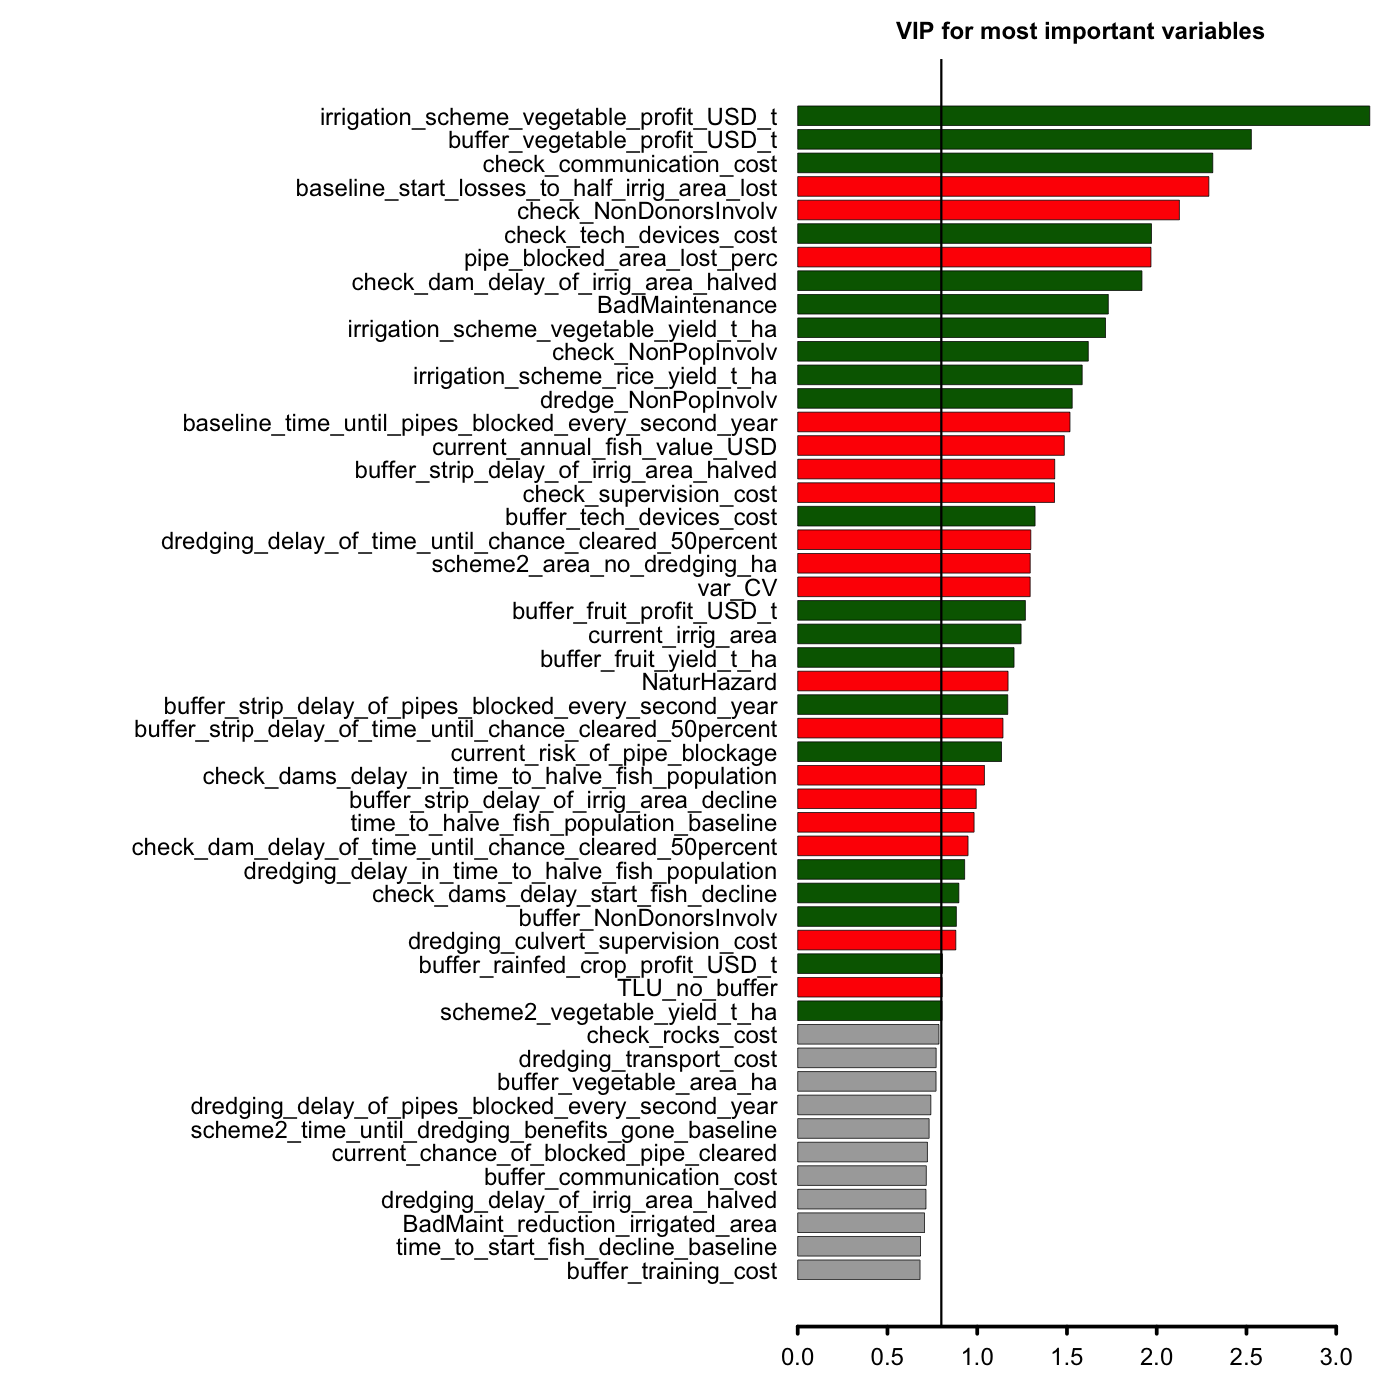 VIP for most important variables
irrigation_scheme_vegetable_profit_USD_t
buffer_vegetable_profit_USD_t
check_communication_cost
baseline_start_losses_to_half_irrig_area_lost
check_NonDonorsInvolv
check_tech_devices_cost
pipe_blocked_area_lost_perc
check_dam_delay_of_irrig_area_halved
BadMaintenance
irrigation_scheme_vegetable_yield_t_ha
check_NonPopInvolv
irrigation_scheme_rice_yield_t_ha
dredge_NonPopInvolv
baseline_time_until_pipes_blocked_every_second_year
current_annual_fish_value_USD
buffer_strip_delay_of_irrig_area_halved
check_supervision_cost
buffer_tech_devices_cost
dredging_delay_of_time_until_chance_cleared_50percent
scheme2_area_no_dredging_ha
var_CV
buffer_fruit_profit_USD_t
current_irrig_area
buffer_fruit_yield_t_ha
NaturHazard
buffer_strip_delay_of_pipes_blocked_every_second_year
buffer_strip_delay_of_time_until_chance_cleared_50percent
current_risk_of_pipe_blockage
check_dams_delay_in_time_to_halve_fish_population
buffer_strip_delay_of_irrig_area_decline
time_to_halve_fish_population_baseline
check_dam_delay_of_time_until_chance_cleared_50percent
dredging_delay_in_time_to_halve_fish_population
check_dams_delay_start_fish_decline
buffer_NonDonorsInvolv
dredging_culvert_supervision_cost
buffer_rainfed_crop_profit_USD_t
TLU_no_buffer
scheme2_vegetable_yield_t_ha
check_rocks_cost
dredging_transport_cost
buffer_vegetable_area_ha
dredging_delay_of_pipes_blocked_every_second_year
scheme2_time_until_dredging_benefits_gone_baseline
current_chance_of_blocked_pipe_cleared
buffer_communication_cost
dredging_delay_of_irrig_area_halved
BadMaint_reduction_irrigated_area
time_to_start_fish_decline_baseline
buffer_training_cost
0.0 0.5 1.0 1.5 2.0 2.5 3.0